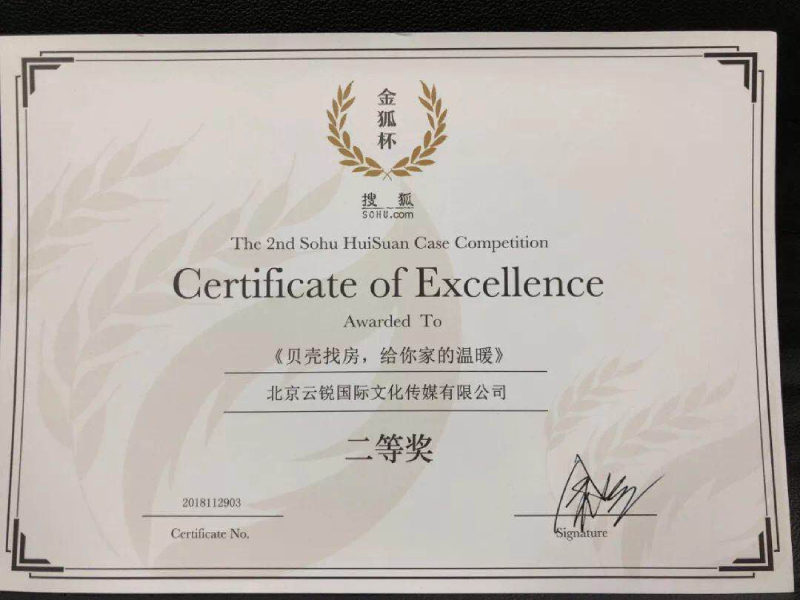 金狐杯
搜狐
SOHU.com
The 2nd Sohu HuiSuan Case Competition
Certificate of Excellence
Awarded To
《贝壳找房，给你家的温暖》
北京云锐国际文化传媒有限公司
二等奖
2018112903
Certificate No.
Signature